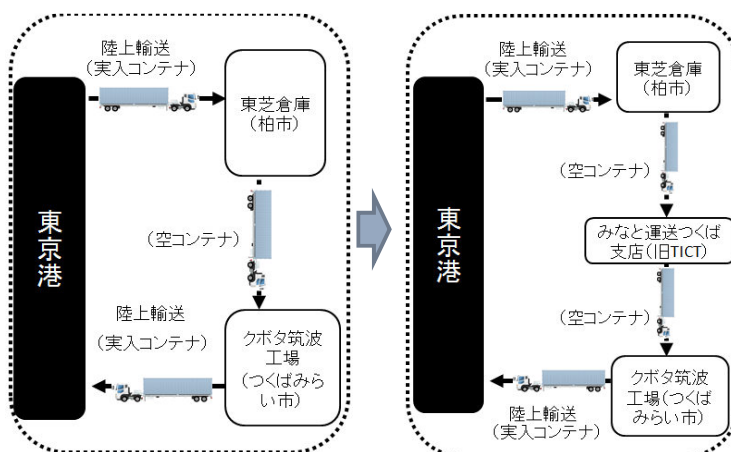 陸上輸送
(実入コンテナ)
東芝倉庫
(柏市)
東京港
(空コンテナ)
陸上輸送
(実入コンテナ)
クボタ筑波
工場
(つくばみら
い市)
陸上輸送
(実入コンテナ)
東芝倉庫
(柏市)
東京港
(空コンテナ)
みなと運送つくば
支店(旧TICT)
(空コンテナ)
クボタ筑波
工場(つくば
みらい市)
陸上輸送
(実入コンテナ)